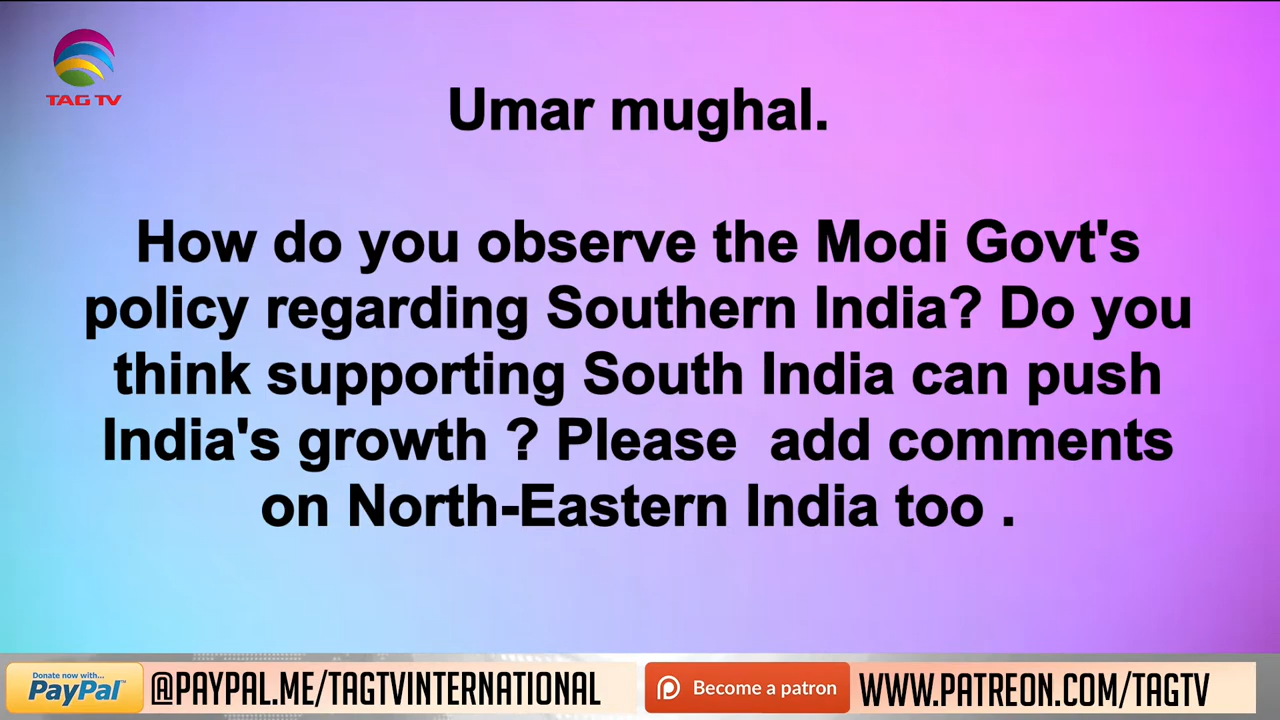 TAG TV
Umar mughal.
How do you observe the Modi Govt's
policy regarding Southern India? Do you
think supporting South India can push
India's growth ? Please  add comments
on North-Eastern India too .
Donate now with...
PayPal™
@PAYPAL.ME/TAGTVINTERNATIONAL
Become a patron
WWW.PATREON.COM/TAGTV